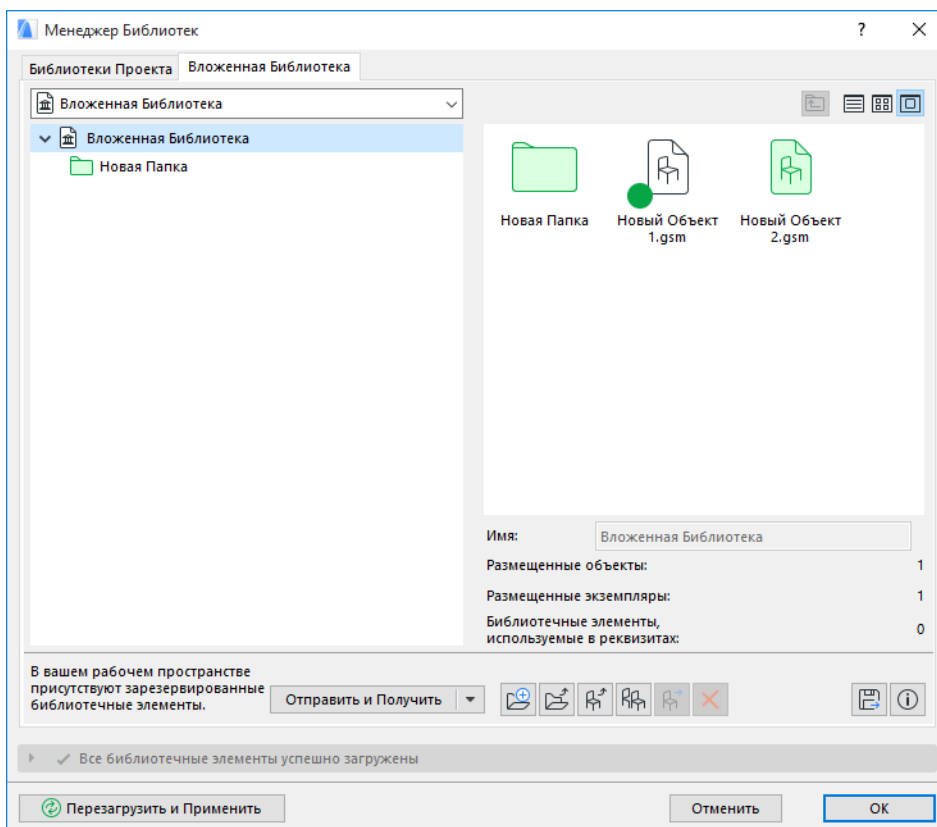 Менеджер Библиотек
?
Библиотеки Проекта
Вложенная Библиотека
Вложенная Библиотека
Вложенная Библиотека
Новая Папка
Новая Папка
Новый Объект
1.gsm
Новый Объект
2.gsm
Имя:
Вложенная Библиотека
Размещенные объекты:
1
Размещенные экземпляры:
1
Библиотечные элементы,
используемые в реквизитах:
0
В вашем рабочем пространстве
присутствуют зарезервированные
библиотечные элементы.
Отправить и Получить
Все библиотечные элементы успешно загружены
Перезагрузить и Применить
Отменить
ОК